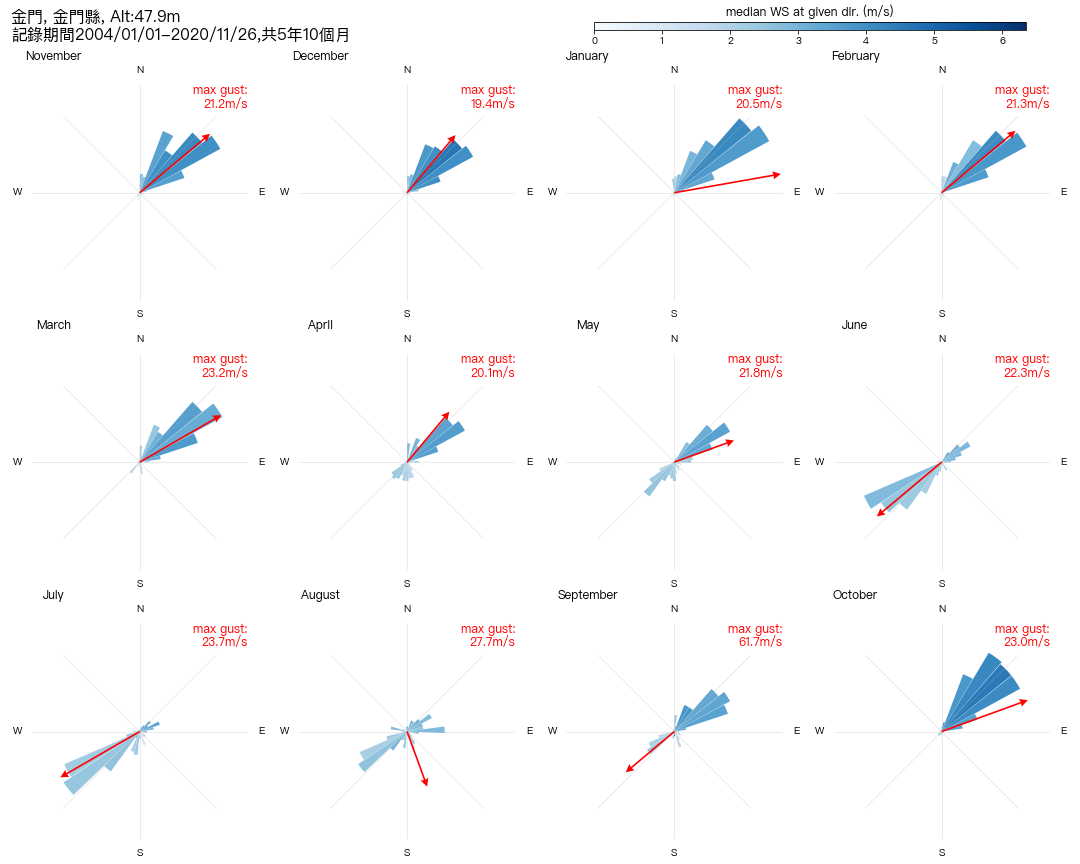 金門, 金門縣, Alt:47.9m
記錄期間2004/01/01−2020/11/26,共5年10個月
median WS at given dir. (m/s)
0 1 2 3 4 5 6
November
N
max gust:
21.2m/s
W E
S
December
N
max gust:
19.4m/s
W E
S
January
N
max gust:
20.5m/s
W E
S
February
N
max gust:
21.3m/s
W E
S
March
N
max gust:
23.2m/s
W E
S
April
N
max gust:
20.1m/s
W E
S
May
N
max gust:
21.8m/s
W E
S
June
N
max gust:
22.3m/s
W E
S
July
N
max gust:
23.7m/s
W E
S
August
N
max gust:
27.7m/s
W E
S
September
N
max gust:
61.7m/s
W E
S
October
N
max gust:
23.0m/s
W E
S